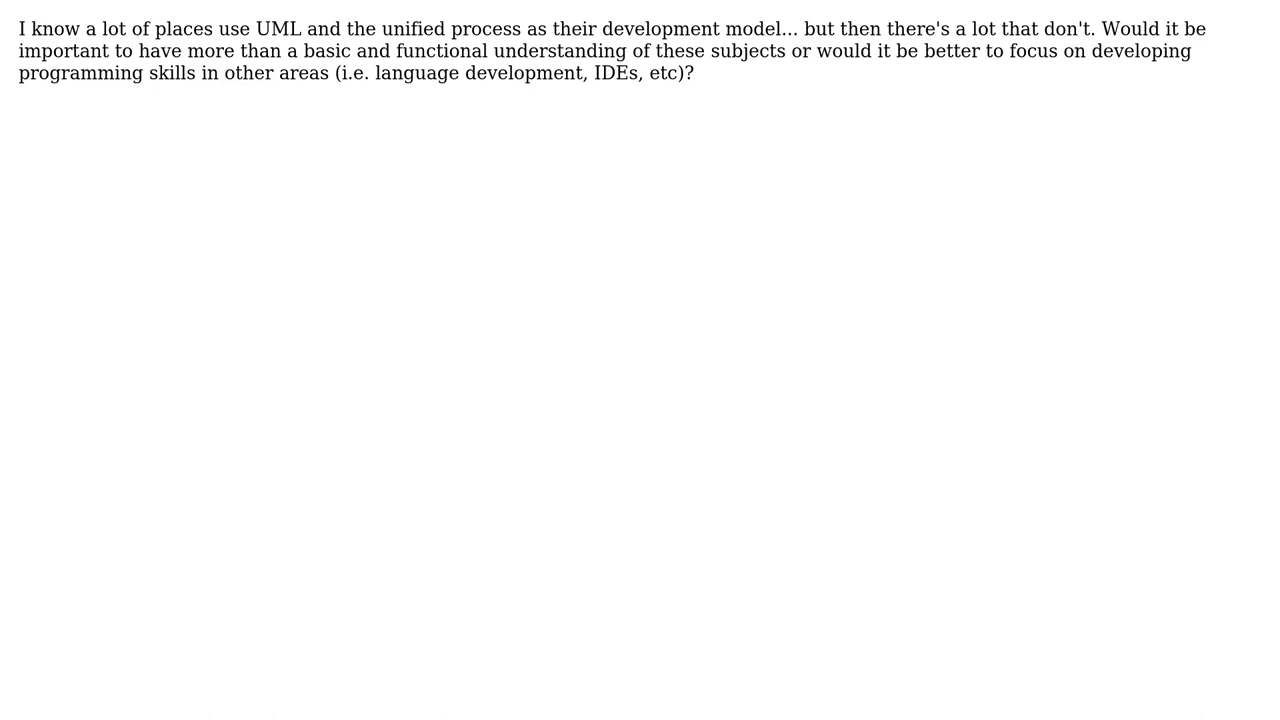 I know a lot of places use UML and the unified process as their development model... but then there's a lot that don't. Would it be
important to have more than a basic and functional understanding of these subjects or would it be better to focus on developing
programming skills in other areas (i.e. language development, IDEs, etc)?